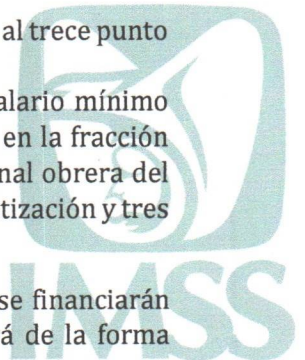 al trece punto
alario mínimo
en la fracción
nal obrera del
tización y tres
se financiarán
á de la forma
IMSS